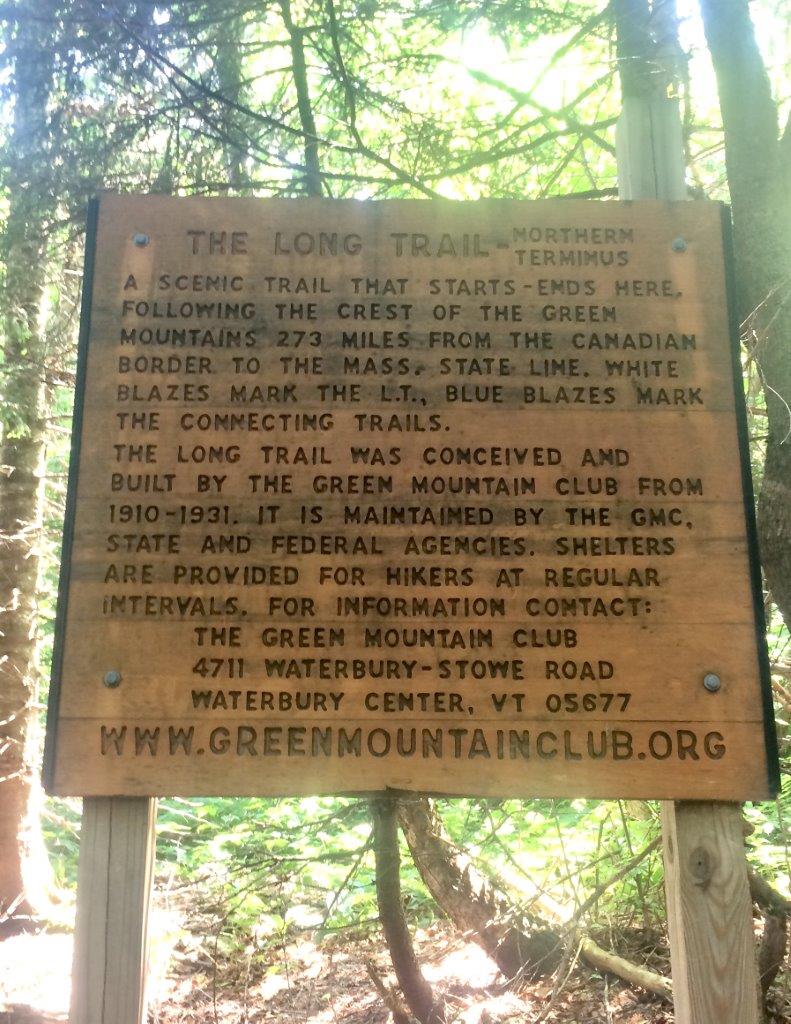 THE LONG TRAIL-NORTHERN TERMINUS
A SCENIC TRAIL THAT STARTS-ENDS HERE.
FOLLOWING THE CREST OF THE GREEN
MOUNTAINS 273 MILES FROM THE CANADIAN
BORDER TO THE MASS. STATE LINE. WHITE
BLAZES MARK THE L.T., BLUE BLAZES MARK
THE CONNECTING TRAILS.
THE LONG TRAIL WAS CONCEIVED AND
BUILT BY THE GREEN MOUNTAIN CLUB FROM
1910-1931. IT IS MAINTAINED BY THE GMC,
STATE AND FEDERAL AGENCIES. SHELTERS
ARE PROVIDED FOR HIKERS AT REGULAR
INTERVALS. FOR INFORMATION CONTACT:
THE GREEN MOUNTAIN CLUB
4711 WATERBURY-STOWE ROAD
WATERBURY CENTER, VT 05677
WWW.GREENMOUNTAINCLUB.ORG